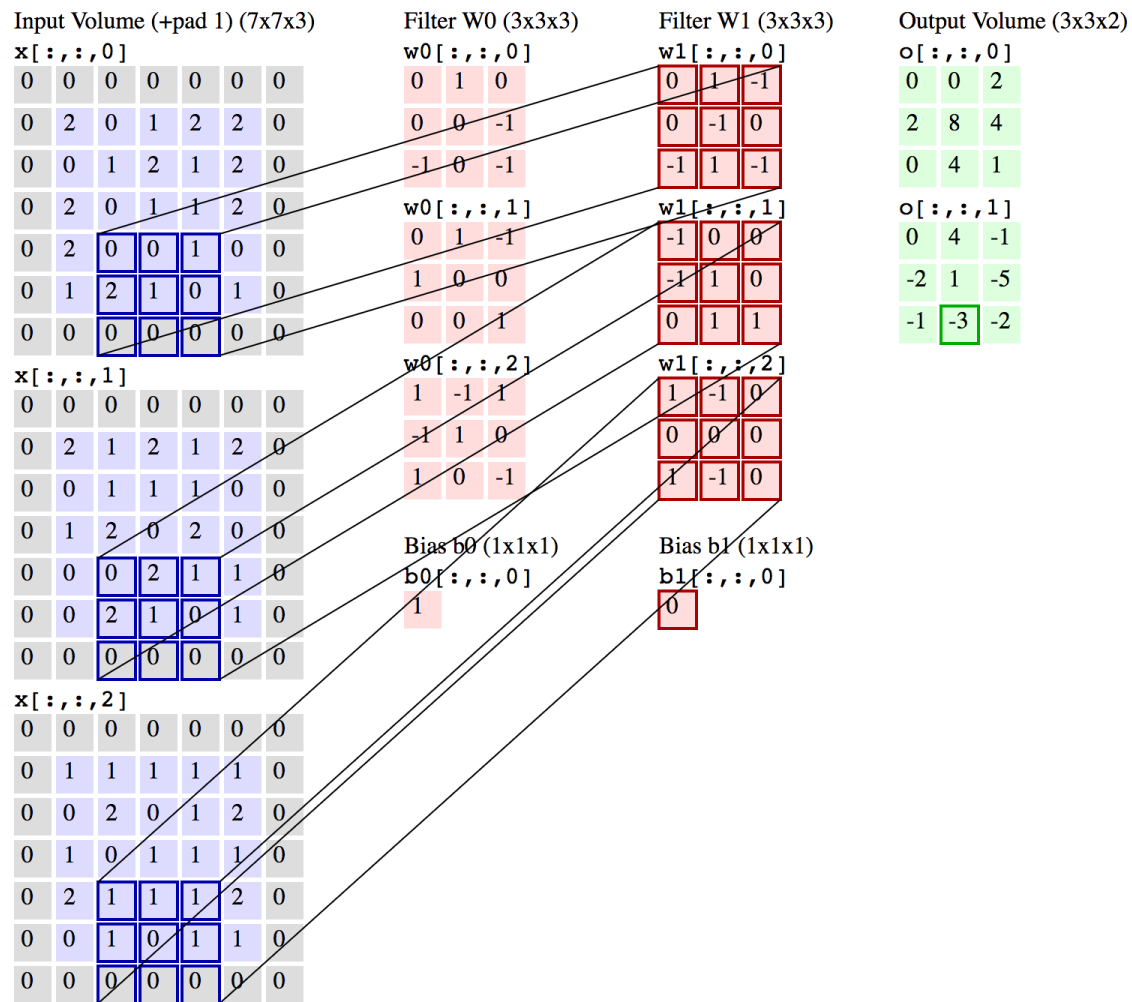 Input Volume (+pad 1) (7x7x3)
x[:,:,0]
0 0 0 0 0 0 0
0 2 0 1 2 2 0
0 0 1 2 1 2 0
0 2 0 1 1 2 0
0 2 0 0 1 0 0
0 1 2 1 0 1 0
0 0 0 0 0 0 0
x[:,:,1]
0 0 0 0 0 0 0
0 2 1 2 1 2 0
0 0 1 1 1 0 0
0 1 2 0 2 0 0
0 0 0 2 1 1 0
0 0 2 1 0 1 0
0 0 0 0 0 0 0
x[:,:,2]
0 0 0 0 0 0 0
0 1 1 1 1 1 0
0 0 2 0 1 2 0
0 1 0 1 1 1 0
0 2 1 1 1 2 0
0 0 1 0 1 1 0
0 0 0 0 0 0 0
Filter W0 (3x3x3)
w0[:,:,0]
0 1 0
0 0 -1
-1 0 -1
w0[:,:,1]
0 1 -1
1 0 0
0 0 1
w0[:,:,2]
1 -1 1
-1 1 0
1 0 -1
Bias b0 (1x1x1)
b0[:,:,0]
1
Filter W1 (3x3x3)
w1[:,:,0]
0 1 -1
0 -1 0
-1 1 -1
w1[:,:,1]
-1 0 0
-1 1 0
0 1 1
w1[:,:,2]
1 -1 0
0 0 0
1 -1 0
Bias b1 (1x1x1)
b1[:,:,0]
0
Output Volume (3x3x2)
o[:,:,0]
0 0 2
2 8 4
0 4 1
o[:,:,1]
0 4 -1
-2 1 -5
-1 -3 -2